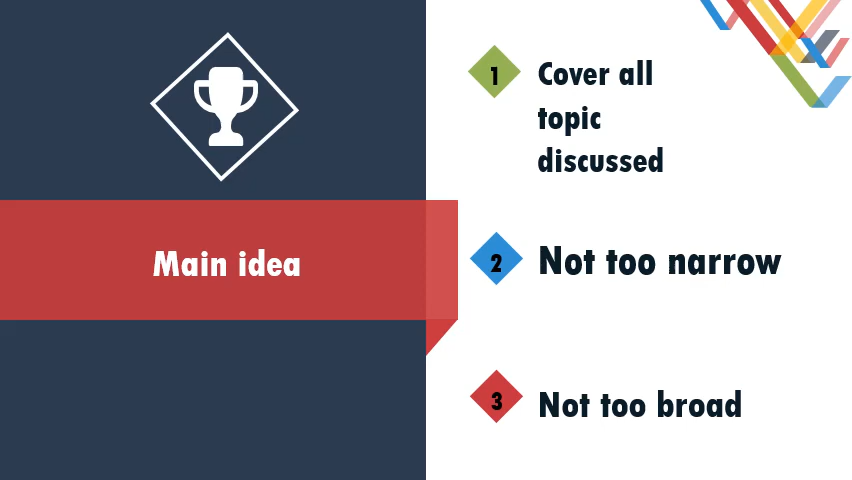 Main idea
1
Cover all
topic
discussed
2
Not too narrow
3
Not too broad